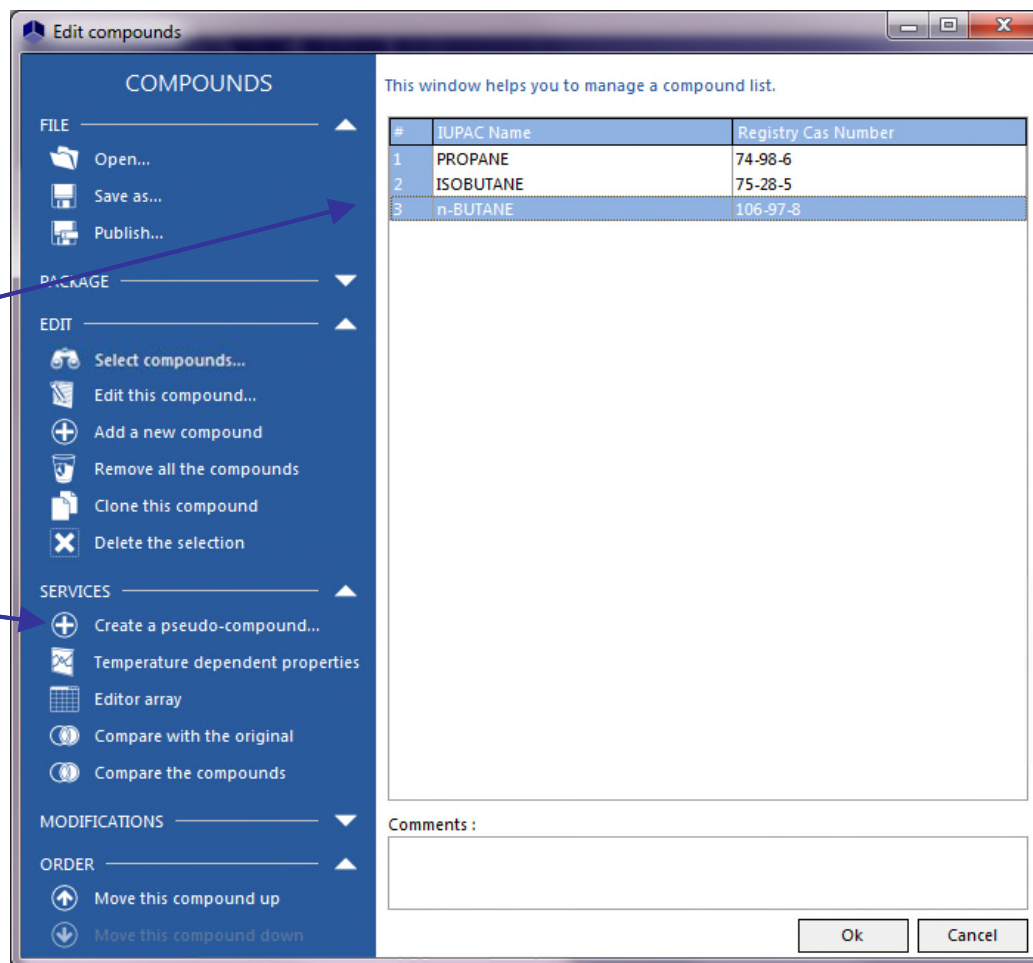 Edit compounds
COMPOUNDS
FILE
Open...
Save as...
Publish...
PACKAGE
EDIT
Select compounds...
Edit this compound...
Add a new compound
Remove all the compounds
Clone this compound
Delete the selection
SERVICES
Create a pseudo-compound...
Temperature dependent properties
Editor array
Compare with the original
Compare the compounds
MODIFICATIONS
ORDER
Move this compound up
Move this compound down
This window helps you to manage a compound list.
# IUPAC Name Registry Cas Number
1 PROPANE 74-98-6
2 ISOBUTANE 75-28-5
3 n-BUTANE 106-97-8
Comments :
Ok Cancel